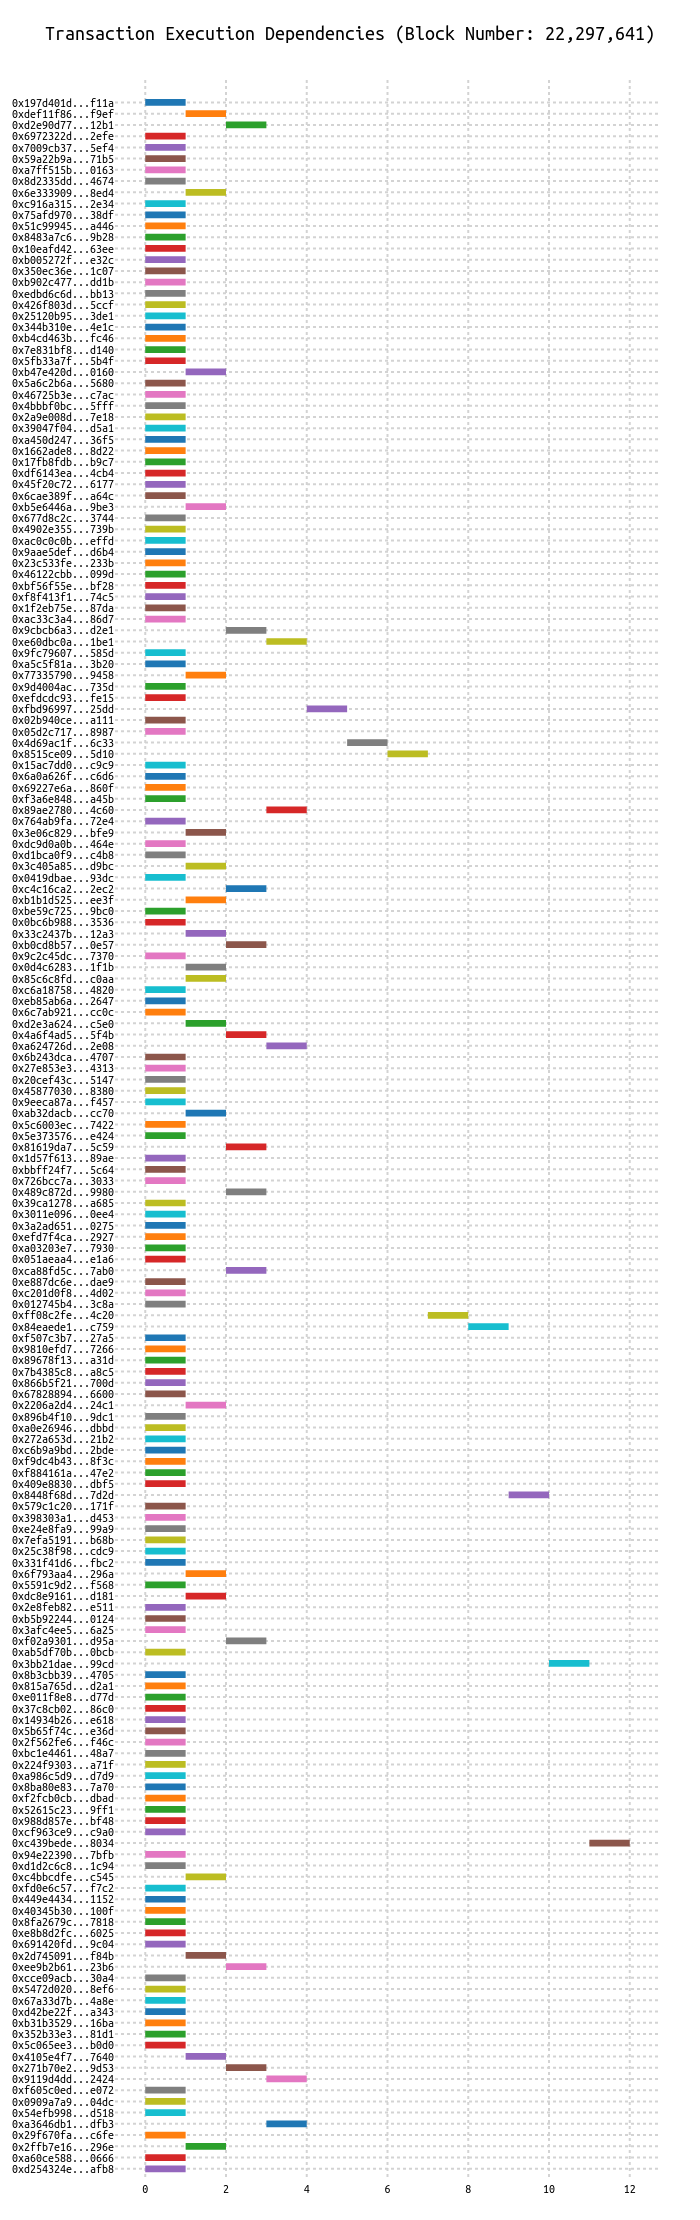 Transaction Execution Dependencies (Block Number: 22,297,641)
0x197d401d...f11a
0xdef11f86...f9ef
0xd2e90d77...12b1
0x6972322d...2efe
0x7009cb37...5ef4
0x59a22b9a...71b5
0xa7ff515b...0163
0x8d2335dd...4674
0x6e333909...8ed4
0xc916a315...2e34
0x75afd970...38df
0x51c99945...a446
0x8483a7c6...9b28
0x10eafd42...63ee
0xb005272f...e32c
0x350ec36e...1c07
0xb902c477...dd1b
0xedbd6c6d...bb13
0x426f803d...5ccf
0x25120b95...3de1
0x344b310e...4e1c
0xb4cd463b...fc46
0x7e831bf8...d140
0x5fb33a7f...5b4f
0xb47e420d...0160
0x5a6c2b6a...5680
0x46725b3e...c7ac
0x4bbbf0bc...5fff
0x2a9e008d...7e18
0x39047f04...d5a1
0xa450d247...36f5
0x1662ade8...8d22
0x17fb8fdb...b9c7
0xdf6143ea...4cb4
0x45f20c72...6177
0x6cae389f...a64c
0xb5e6446a...9be3
0x677d8c2c...3744
0x4902e355...739b
0xac0c0c0b...effd
0x9aae5def...d6b4
0x23c533fe...233b
0x46122cbb...099d
0xbf56f55e...bf28
0xf8f413f1...74c5
0x1f2eb75e...87da
0xac33c3a4...86d7
0x9cbcb6a3...d2e1
0xe60dbc0a...1be1
0x9fc79607...585d
0xa5c5f81a...3b20
0x77335790...9458
0x9d4004ac...735d
0xefdcdc93...fe15
0xfbd96997...25dd
0x02b940ce...a111
0x05d2c717...8987
0x4d69ac1f...6c33
0x8515ce09...5d10
0x15ac7dd0...c9c9
0x6a0a626f...c6d6
0x69227e6a...860f
0xf3a6e848...a45b
0x89ae2780...4c60
0x764ab9fa...72e4
0x3e06c829...bfe9
0xdc9d0a0b...464e
0xd1bca0f9...c4b8
0x3c405a85...d9bc
0x0419dbae...93dc
0xc4c16ca2...2ec2
0xb1b1d525...ee3f
0xbe59c725...9bc0
0x0bc6b988...3536
0x33c2437b...12a3
0xb0cd8b57...0e57
0x9c2c45dc...7370
0x0d4c6283...1f1b
0x85c6c8fd...c0aa
0xc6a18758...4820
0xeb85ab6a...2647
0x6c7ab921...cc0c
0xd2e3a624...c5e0
0x4a6f4ad5...5f4b
0xa624726d...2e08
0x6b243dca...4707
0x27e853e3...4313
0x20cef43c...5147
0x45877030...8380
0x9eeca87a...f457
0xab32dacb...cc70
0x5c6003ec...7422
0x5e373576...e424
0x81619da7...5c59
0x1d57f613...89ae
0xbbff24f7...5c64
0x726bcc7a...3033
0x489c872d...9980
0x39ca1278...a685
0x3011e096...0ee4
0x3a2ad651...0275
0xefd7f4ca...2927
0xa03203e7...7930
0x051aeaa4...e1a6
0xca88fd5c...7ab0
0xe887dc6e...dae9
0xc201d0f8...4d02
0x012745b4...3c8a
0xff08c2fe...4c20
0x84eaede1...c759
0xf507c3b7...27a5
0x9810efd7...7266
0x89678f13...a31d
0x7b4385c8...a8c5
0x866b5f21...700d
0x67828894...6600
0x2206a2d4...24c1
0x896b4f10...9dc1
0xa0e26946...dbbd
0x272a653d...21b2
0xc6b9a9bd...2bde
0xf9dc4b43...8f3c
0xf884161a...47e2
0x409e8830...dbf5
0x8448f68d...7d2d
0x579c1c20...171f
0x398303a1...d453
0xe24e8fa9...99a9
0x7efa5191...b68b
0x25c38f98...cdc9
0x331f41d6...fbc2
0x6f793aa4...296a
0x5591c9d2...f568
0xdc8e9161...d181
0x2e8feb82...e511
0xb5b92244...0124
0x3afc4ee5...6a25
0xf02a9301...d95a
0xab5df70b...0bcb
0x3bb21dae...99cd
0x8b3cbb39...4705
0x815a765d...d2a1
0xe011f8e8...d77d
0x37c8cb02...86c0
0x14934b26...e618
0x5b65f74c...e36d
0x2f562fe6...f46c
0xbc1e4461...48a7
0x224f9303...a71f
0xa986c5d9...d7d9
0x8ba80e83...7a70
0xf2fcb0cb...dbad
0x52615c23...9ff1
0x988d857e...bf48
0xcf963ce9...c9a0
0xc439bede...8034
0x94e22390...7bfb
0xd1d2c6c8...1c94
0xc4bbcdfe...c545
0xfd0e6c57...f7c2
0x449e4434...1152
0x40345b30...100f
0x8fa2679c...7818
0xe8b8d2fc...6025
0x691420fd...9c04
0x2d745091...f84b
0xee9b2b61...23b6
0xcce09acb...30a4
0x5472d020...8ef6
0x67a33d7b...4a8e
0xd42be22f...a343
0xb31b3529...16ba
0x352b33e3...81d1
0x5c065ee3...b0d0
0x4105e4f7...7640
0x271b70e2...9d53
0x9119d4dd...2424
0xf605c0ed...e072
0x0909a7a9...04dc
0x54efb998...d518
0xa3646db1...dfb3
0x29f670fa...c6fe
0x2ffb7e16...296e
0xa60ce588...0666
0xd254324e...afb8
0 2 4 6 8 10 12